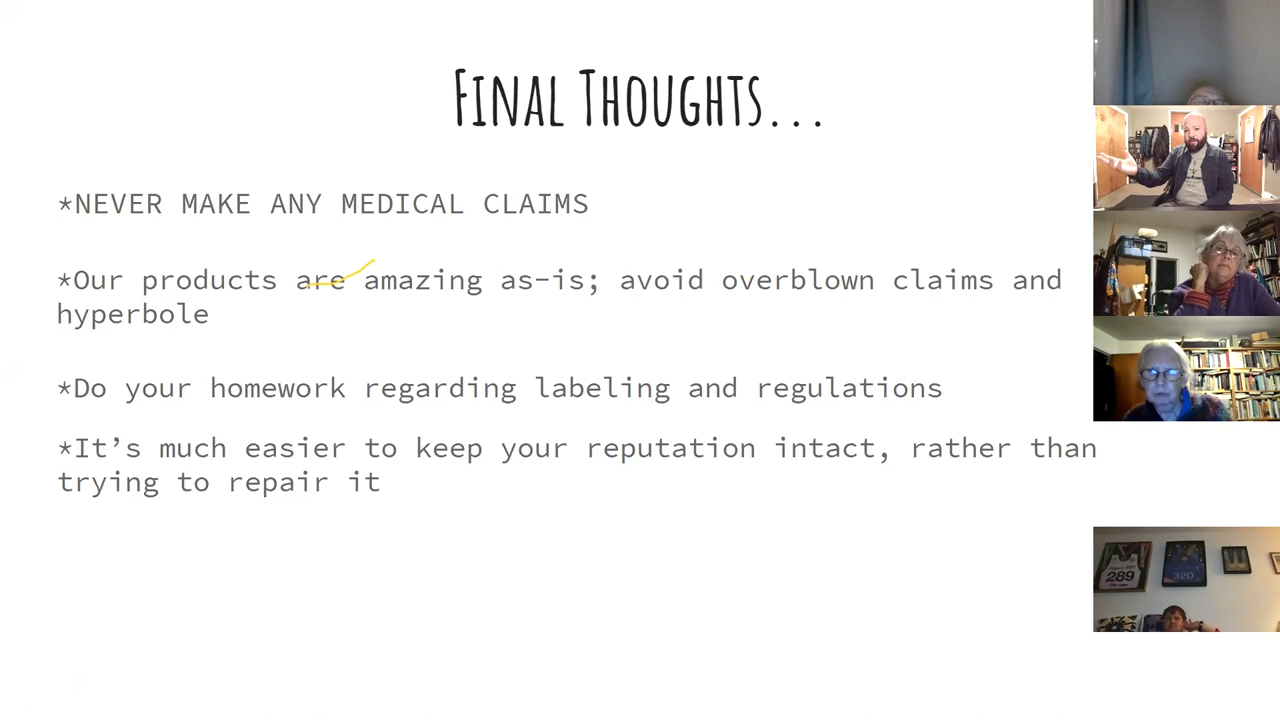 FINAL THOUGHTS...
*NEVER MAKE ANY MEDICAL CLAIMS
*Our products are amazing as-is; avoid overblown claims and
hyperbole
*Do your homework regarding labeling and regulations
*It's much easier to keep your reputation intact, rather than
trying to repair it
289
320